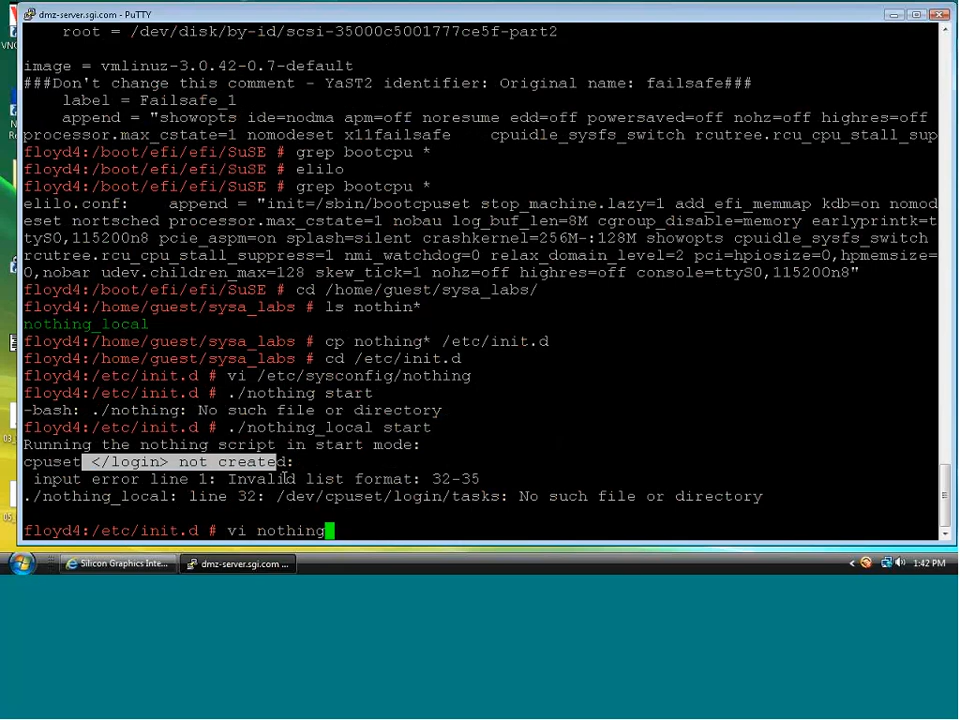 dmz-server.sgi.com - PuTTY
root = /dev/disk/by-id/scsi-35000c5001777ce5f-part2
image = vmlinuz-3.0.42-0.7-default
###Don't change this comment - YaST2 identifier: Original name: failsafe###
label = Failsafe_1
append = "showopts ide=nodma apm=off noresume edd=off powersaved=off nohz=off highres=off
processor.max_cstate=1 nomodeset x11failsafe    cpuidle_sysfs_switch rcutree.rcu_cpu_stall_sup
floyd4:/boot/efi/efi/SuSE # grep bootcpu *
floyd4:/boot/efi/efi/SuSE # elilo
floyd4:/boot/efi/efi/SuSE # grep bootcpu *
elilo.conf:    append = "init=/sbin/bootcpuset stop_machine.lazy=1 add_efi_memmap kdb=on nomod
eset nortsched processor.max_cstate=1 nobau log_buf_len=8M cgroup_disable=memory earlyprintk=t
tyS0,115200n8 pcie_aspm=on splash=silent crashkernel=256M-:128M showopts cpuidle_sysfs_switch
rcutree.rcu_cpu_stall_suppress=1 nmi_watchdog=0 relax_domain_level=2 pci=hpiosize=0,hpmemsize=
0,nobar udev.children_max=128 skew_tick=1 nohz=off highres=off console=ttyS0,115200n8"
floyd4:/boot/efi/efi/SuSE # cd /home/guest/sysa_labs/
floyd4:/home/guest/sysa_labs # ls nothin*
nothing_local
floyd4:/home/guest/sysa_labs # cp nothing* /etc/init.d
floyd4:/home/guest/sysa_labs # cd /etc/init.d
floyd4:/etc/init.d # vi /etc/sysconfig/nothing
floyd4:/etc/init.d # ./nothing start
-bash: ./nothing: No such file or directory
floyd4:/etc/init.d # ./nothing_local start
Running the nothing script in start mode:
cpuset </login> not created:
input error line 1: Invalid list format: 32-35
./nothing_local: line 32: /dev/cpuset/login/tasks: No such file or directory
floyd4:/etc/init.d # vi nothing
Silicon Graphics Inte...
dmz-server.sgi.com ...
1:42 PM